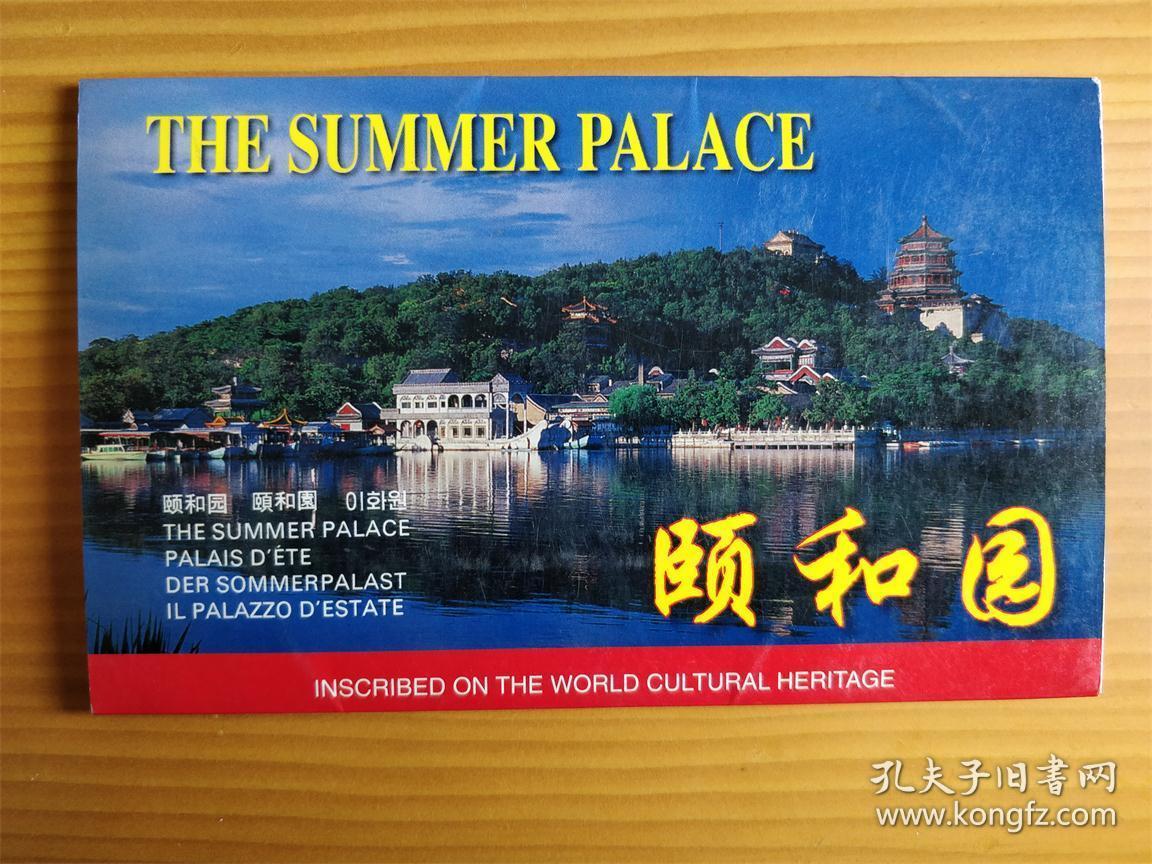 THE SUMMER PALACE
颐和园 頤和園 이화원
THE SUMMER PALACE
PALAIS D'ÉTE
DER SOMMERPALAST
IL PALAZZO D'ESTATE
颐和园
INSCRIBED ON THE WORLD CULTURAL HERITAGE
孔夫子旧书网
www.kongfz.com